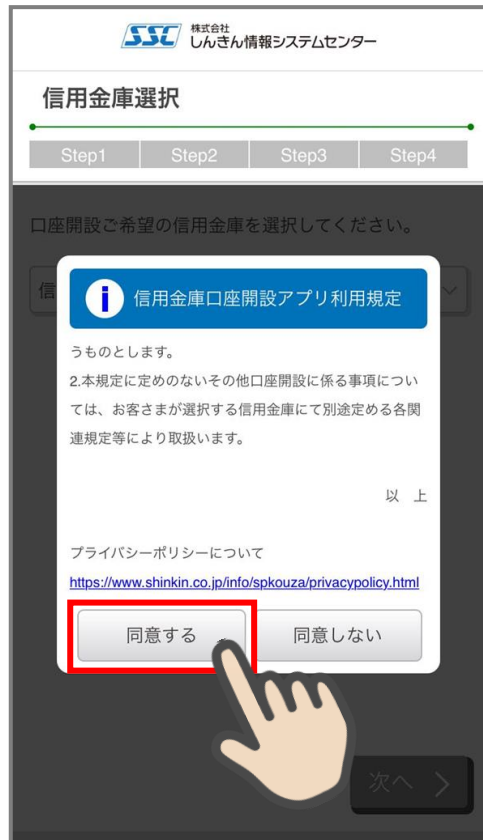 SSC 株式会社
しんきん情報システムセンター
信用金庫選択
Step1 Step2 Step3 Step4
口座開設ご希望の信用金庫を選択してください。
信
i 信用金庫口座開設アプリ利用規定
うものとします。
2.本規定に定めのないその他口座開設に係る事項につい
ては、お客さまが選択する信用金庫にて別途定める各関
連規定等により取扱います。
以 上
プライバシーポリシーについて
https://www.shinkin.co.jp/info/spkouza/privacypolicy.html
同意する 同意しない
次へ